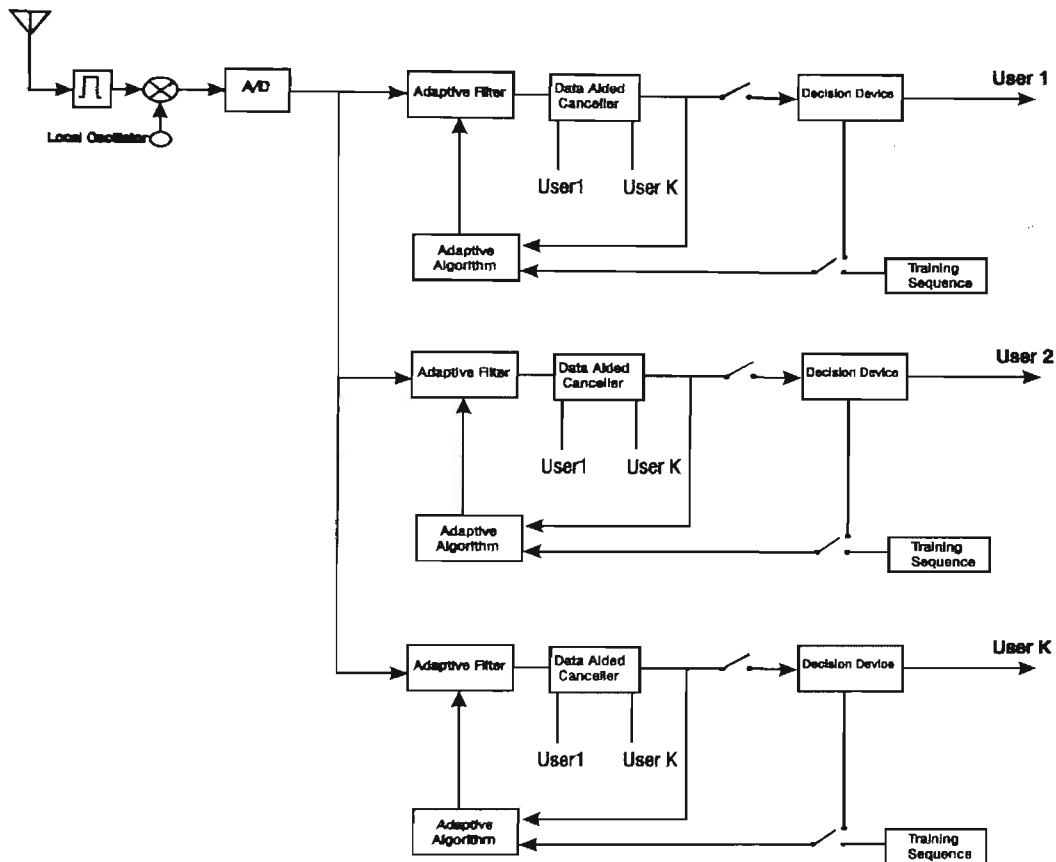 A/D
Local Oscillator
Adaptive Filter
Data Aided
Canceller
Decision Device
User 1
User1
User K
Adaptive
Algorithm
Training
Sequence
Adaptive Filter
Data Aided
Canceller
Decision Device
User 2
User1
User K
Adaptive
Algorithm
Training
Sequence
Adaptive Filter
Data Aided
Canceller
Decision Device
User K
User1
User K
Adaptive
Algorithm
Training
Sequence